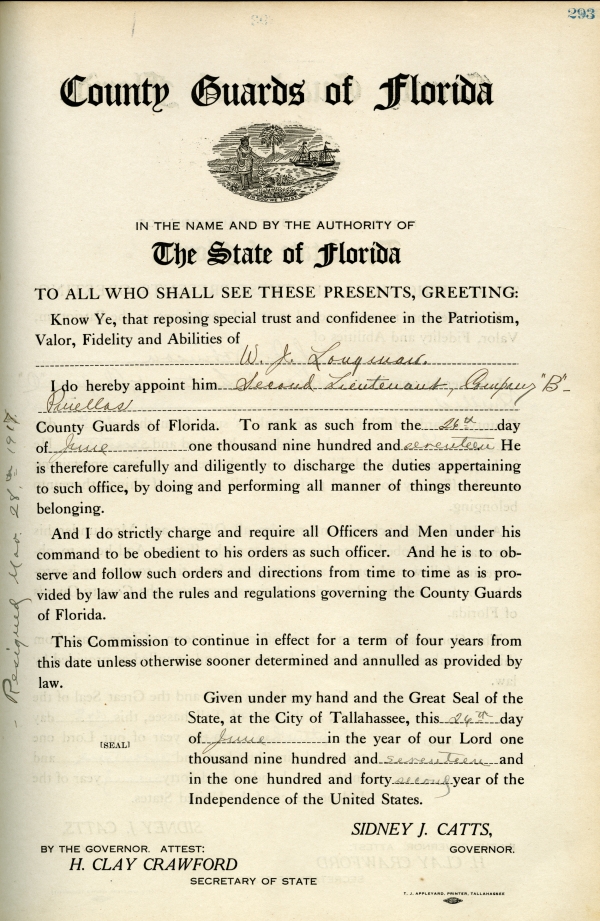 293
County Guards of Florida
IN GOD WE TRUST
IN THE NAME AND BY THE AUTHORITY OF
The State of Florida
TO ALL WHO SHALL SEE THESE PRESENTS, GREETING:
Know Ye, that reposing special trust and confidence in the Patriotism,
Valor, Fidelity and Abilities of
W. J. Longman.
I do hereby appoint him Second Lieutenant, Company "B"-
Pinellas
County Guards of Florida. To rank as such from the 26th day
of June one thousand nine hundred and seventeen He
is therefore carefully and diligently to discharge the duties appertaining
to such office, by doing and performing all manner of things thereunto
belonging.
And I do strictly charge and require all Officers and Men under his
command to be obedient to his orders as such officer. And he is to ob-
serve and follow such orders and directions from time to time as is pro-
vided by law and the rules and regulations governing the County Guards
of Florida.
This Commission to continue in effect for a term of four years from
this date unless otherwise sooner determined and annulled as provided by
law.
Given under my hand and the Great Seal of the
State, at the City of Tallahassee, this 26th day
of June in the year of our Lord one
[SEAL]
thousand nine hundred and seventeen and
in the one hundred and forty second year of the
Independence of the United States.
SIDNEY J. CATTS,
GOVERNOR.
BY THE GOVERNOR. ATTEST:
H. CLAY CRAWFORD
SECRETARY OF STATE
T. J. APPLEYARD, PRINTER, TALLAHASSEE
- Resigned Nov. 28th 1917.